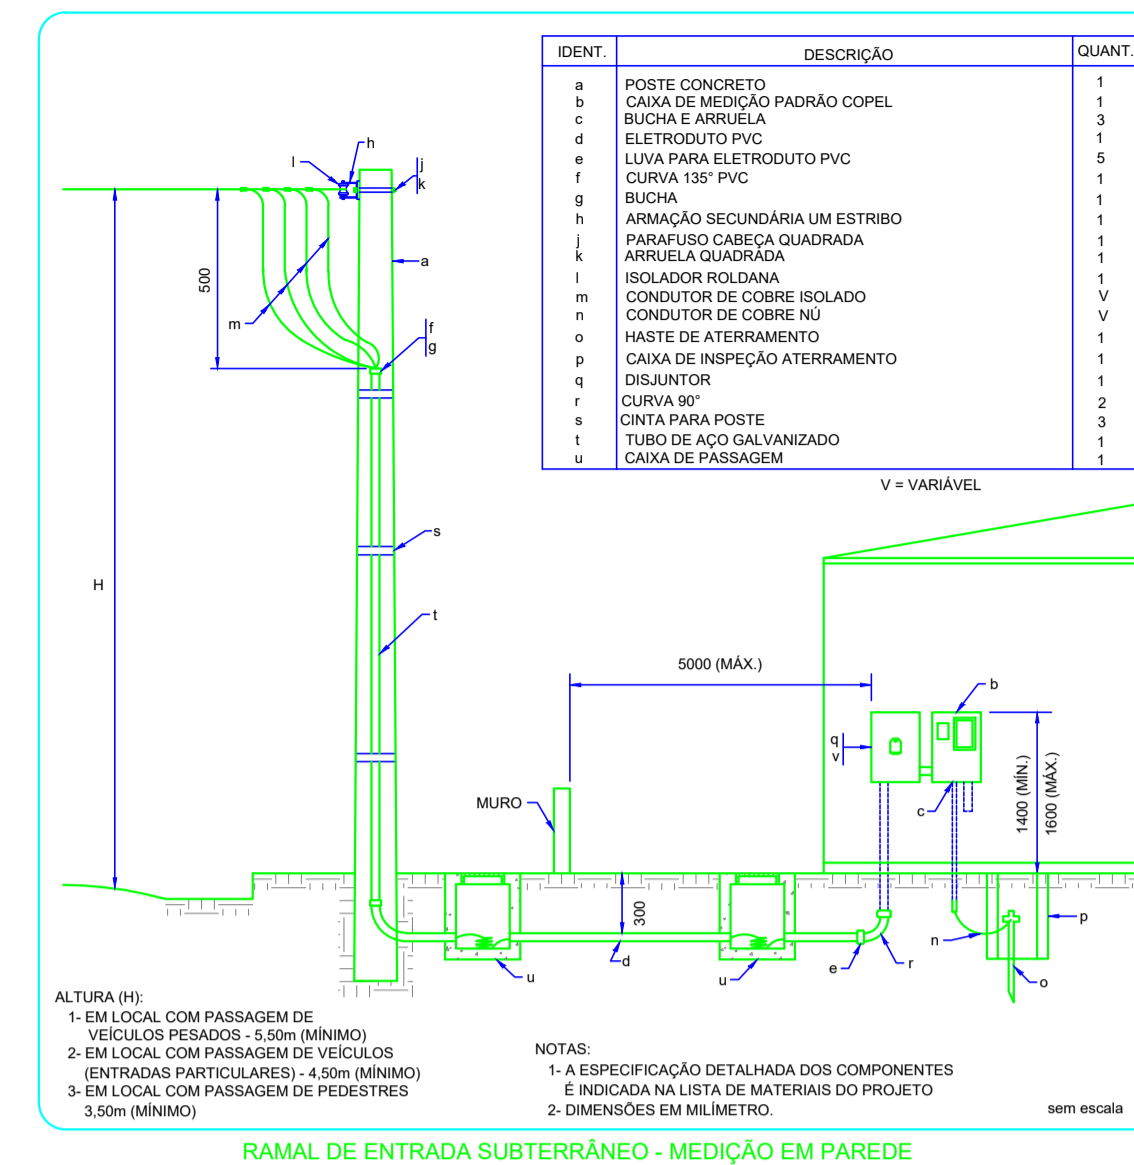 IDENT. DESCRIÇÃO QUANT.
a POSTE CONCRETO 1
b CAIXA DE MEDIÇÃO PADRÃO COPEL 1
c BUCHA E ARRUELA 3
d ELETRODUTO PVC 1
e LUVA PARA ELETRODUTO PVC 5
f CURVA 135° PVC 1
g BUCHA 1
h ARMAÇÃO SECUNDÁRIA UM ESTRIBO 1
j PARAFUSO CABEÇA QUADRADA 1
k ARRUELA QUADRADA 1
l ISOLADOR ROLDANA 1
m CONDUTOR DE COBRE ISOLADO V
n CONDUTOR DE COBRE NÚ V
o HASTE DE ATERRAMENTO 1
p CAIXA DE INSPEÇÃO ATERRAMENTO 1
q DISJUNTOR 1
r CURVA 90° 2
s CINTA PARA POSTE 3
t TUBO DE AÇO GALVANIZADO 1
u CAIXA DE PASSAGEM 1
V = VARIÁVEL
h
l
j
k
a
500
m
f
g
s
H
t
5000 (MÁX.)
b
q
v
c
1400 (MÍN.)
1600 (MÁX.)
MURO
300
p
n
u
d
u
e
r
o
ALTURA (H):
1- EM LOCAL COM PASSAGEM DE
VEÍCULOS PESADOS - 5,50m (MÍNIMO)
2- EM LOCAL COM PASSAGEM DE VEÍCULOS
(ENTRADAS PARTICULARES) - 4,50m (MÍNIMO)
3- EM LOCAL COM PASSAGEM DE PEDESTRES
3,50m (MÍNIMO)
NOTAS:
1- A ESPECIFICAÇÃO DETALHADA DOS COMPONENTES
É INDICADA NA LISTA DE MATERIAIS DO PROJETO
2- DIMENSÕES EM MILÍMETRO.
sem escala
RAMAL DE ENTRADA SUBTERRÂNEO - MEDIÇÃO EM PAREDE